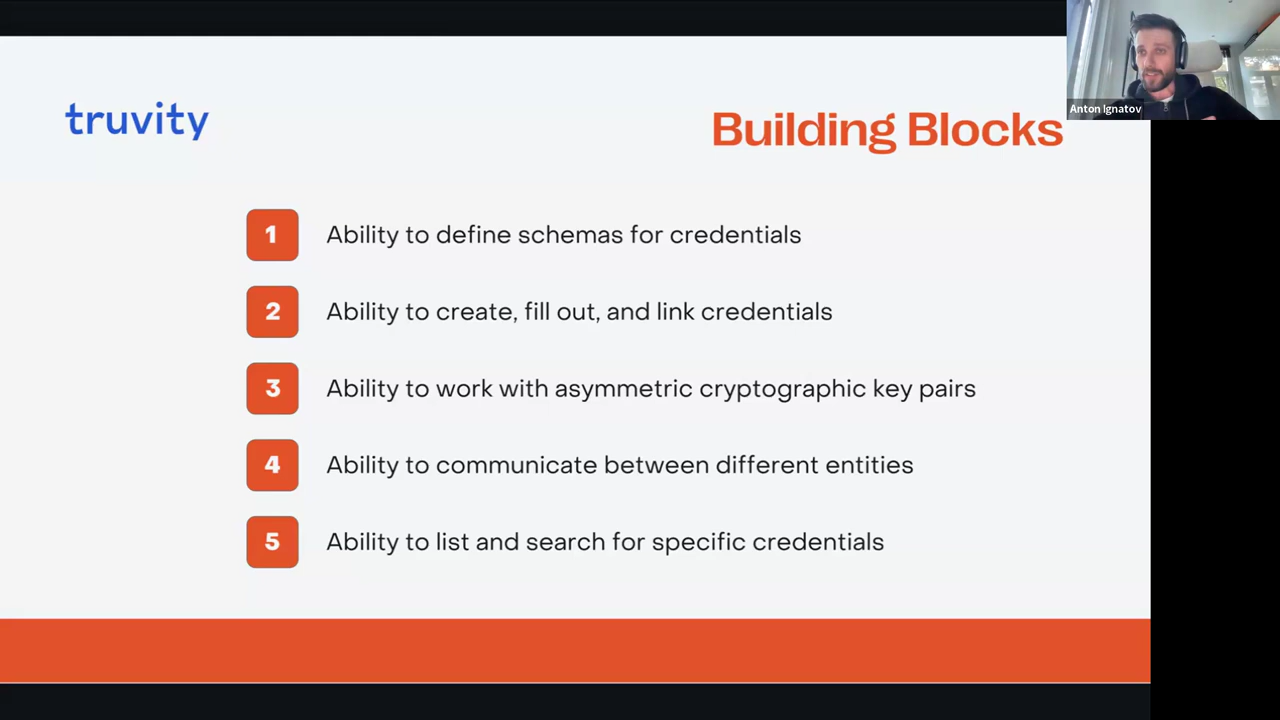 truvity
Building Blocks
Anton Ignatov
1 Ability to define schemas for credentials
2 Ability to create, fill out, and link credentials
3 Ability to work with asymmetric cryptographic key pairs
4 Ability to communicate between different entities
5 Ability to list and search for specific credentials